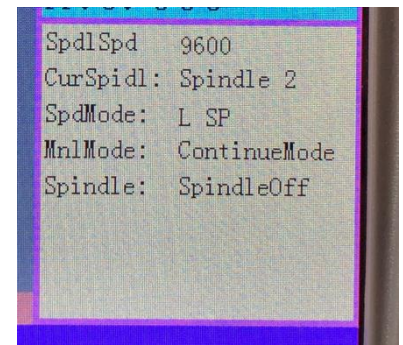 SpdlSpd 9600
CurSpidl: Spindle 2
SpdMode: L SP
MnlMode: ContinueMode
Spindle: SpindleOff